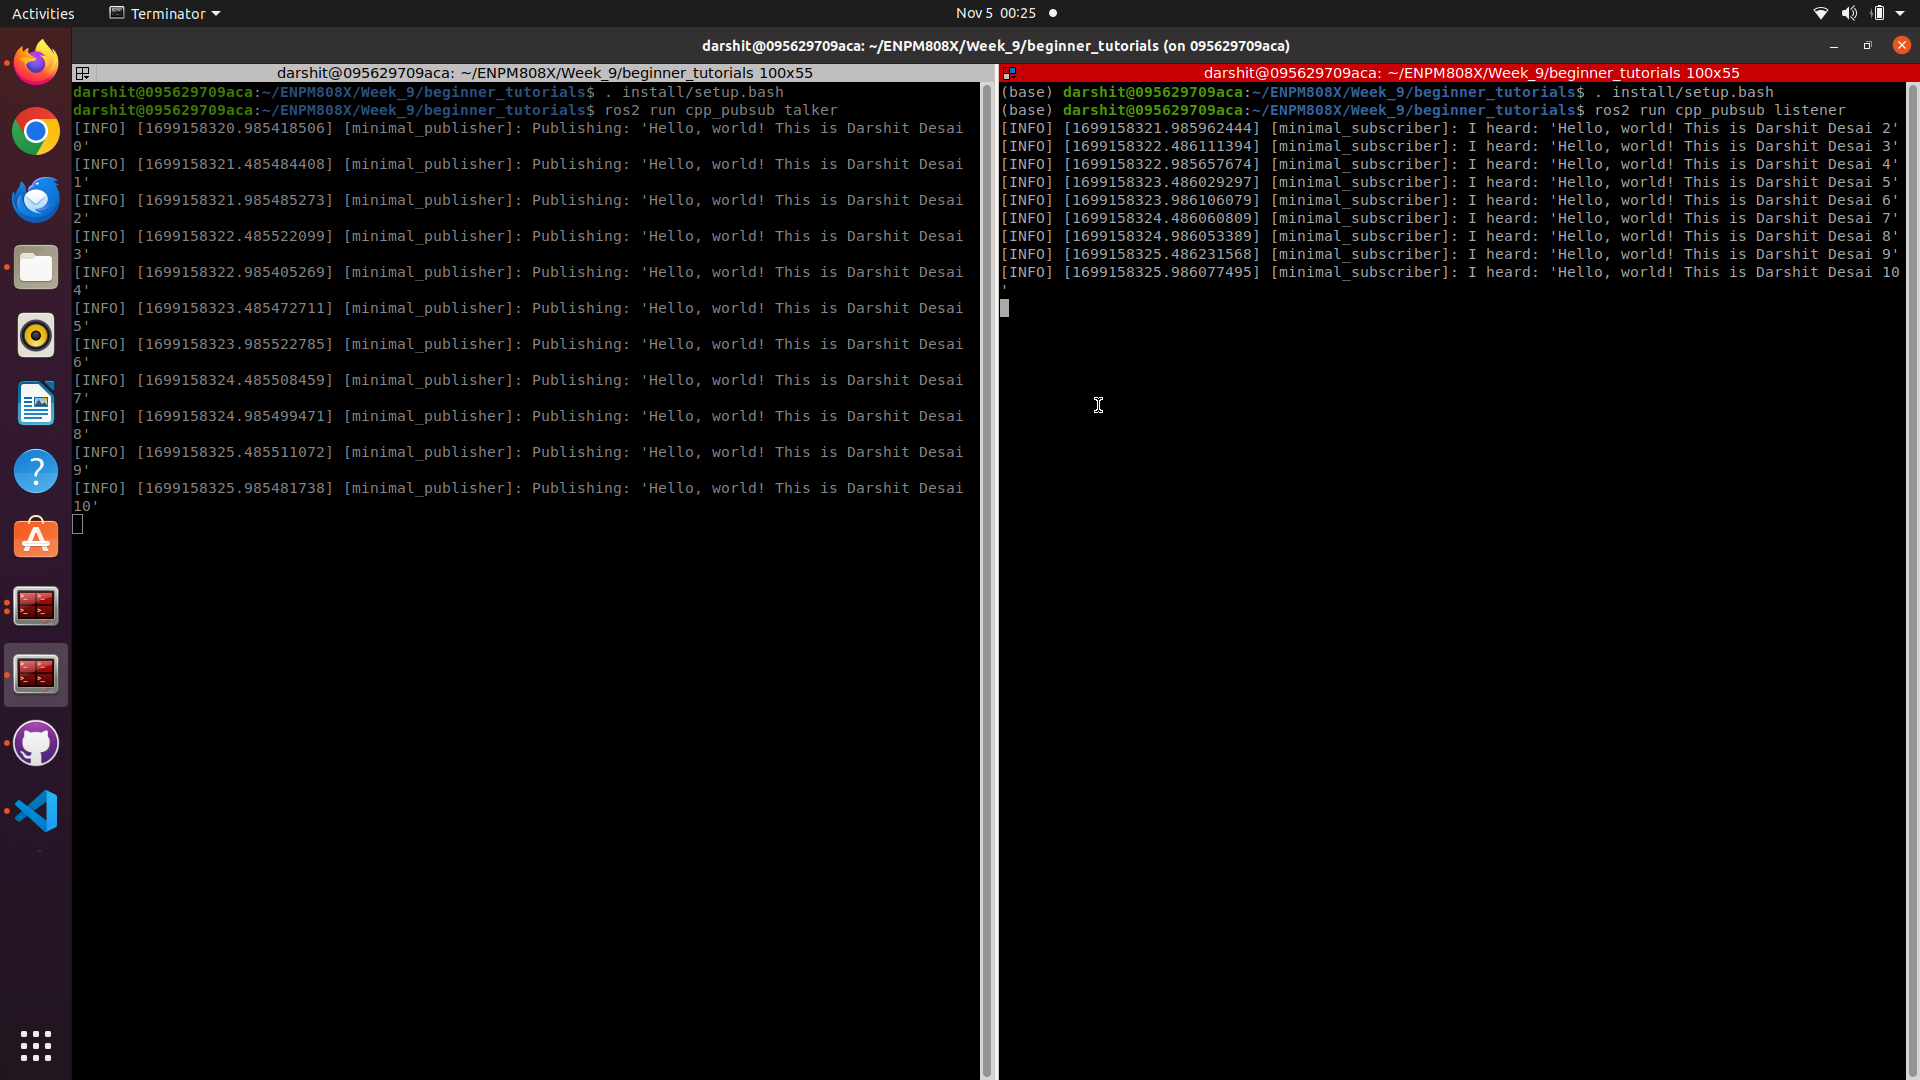 Activities
Terminator
Nov 5 00:25
darshit@095629709aca: ~/ENPM808X/Week_9/beginner_tutorials (on 095629709aca)
darshit@095629709aca: ~/ENPM808X/Week_9/beginner_tutorials 100x55
darshit@095629709aca:~/ENPM808X/Week_9/beginner_tutorials$ . install/setup.bash
darshit@095629709aca:~/ENPM808X/Week_9/beginner_tutorials$ ros2 run cpp_pubsub talker
[INFO] [1699158320.985418506] [minimal_publisher]: Publishing: 'Hello, world! This is Darshit Desai
0'
[INFO] [1699158321.485484408] [minimal_publisher]: Publishing: 'Hello, world! This is Darshit Desai
1'
[INFO] [1699158321.985485273] [minimal_publisher]: Publishing: 'Hello, world! This is Darshit Desai
2'
[INFO] [1699158322.485522099] [minimal_publisher]: Publishing: 'Hello, world! This is Darshit Desai
3'
[INFO] [1699158322.985405269] [minimal_publisher]: Publishing: 'Hello, world! This is Darshit Desai
4'
[INFO] [1699158323.485472711] [minimal_publisher]: Publishing: 'Hello, world! This is Darshit Desai
5'
[INFO] [1699158323.985522785] [minimal_publisher]: Publishing: 'Hello, world! This is Darshit Desai
6'
[INFO] [1699158324.485508459] [minimal_publisher]: Publishing: 'Hello, world! This is Darshit Desai
7'
[INFO] [1699158324.985499471] [minimal_publisher]: Publishing: 'Hello, world! This is Darshit Desai
8'
[INFO] [1699158325.485511072] [minimal_publisher]: Publishing: 'Hello, world! This is Darshit Desai
9'
[INFO] [1699158325.985481738] [minimal_publisher]: Publishing: 'Hello, world! This is Darshit Desai
10'
darshit@095629709aca: ~/ENPM808X/Week_9/beginner_tutorials 100x55
(base) darshit@095629709aca:~/ENPM808X/Week_9/beginner_tutorials$ . install/setup.bash
(base) darshit@095629709aca:~/ENPM808X/Week_9/beginner_tutorials$ ros2 run cpp_pubsub listener
[INFO] [1699158321.985962444] [minimal_subscriber]: I heard: 'Hello, world! This is Darshit Desai 2'
[INFO] [1699158322.486111394] [minimal_subscriber]: I heard: 'Hello, world! This is Darshit Desai 3'
[INFO] [1699158322.985657674] [minimal_subscriber]: I heard: 'Hello, world! This is Darshit Desai 4'
[INFO] [1699158323.486029297] [minimal_subscriber]: I heard: 'Hello, world! This is Darshit Desai 5'
[INFO] [1699158323.986106079] [minimal_subscriber]: I heard: 'Hello, world! This is Darshit Desai 6'
[INFO] [1699158324.486060809] [minimal_subscriber]: I heard: 'Hello, world! This is Darshit Desai 7'
[INFO] [1699158324.986053389] [minimal_subscriber]: I heard: 'Hello, world! This is Darshit Desai 8'
[INFO] [1699158325.486231568] [minimal_subscriber]: I heard: 'Hello, world! This is Darshit Desai 9'
[INFO] [1699158325.986077495] [minimal_subscriber]: I heard: 'Hello, world! This is Darshit Desai 10
'